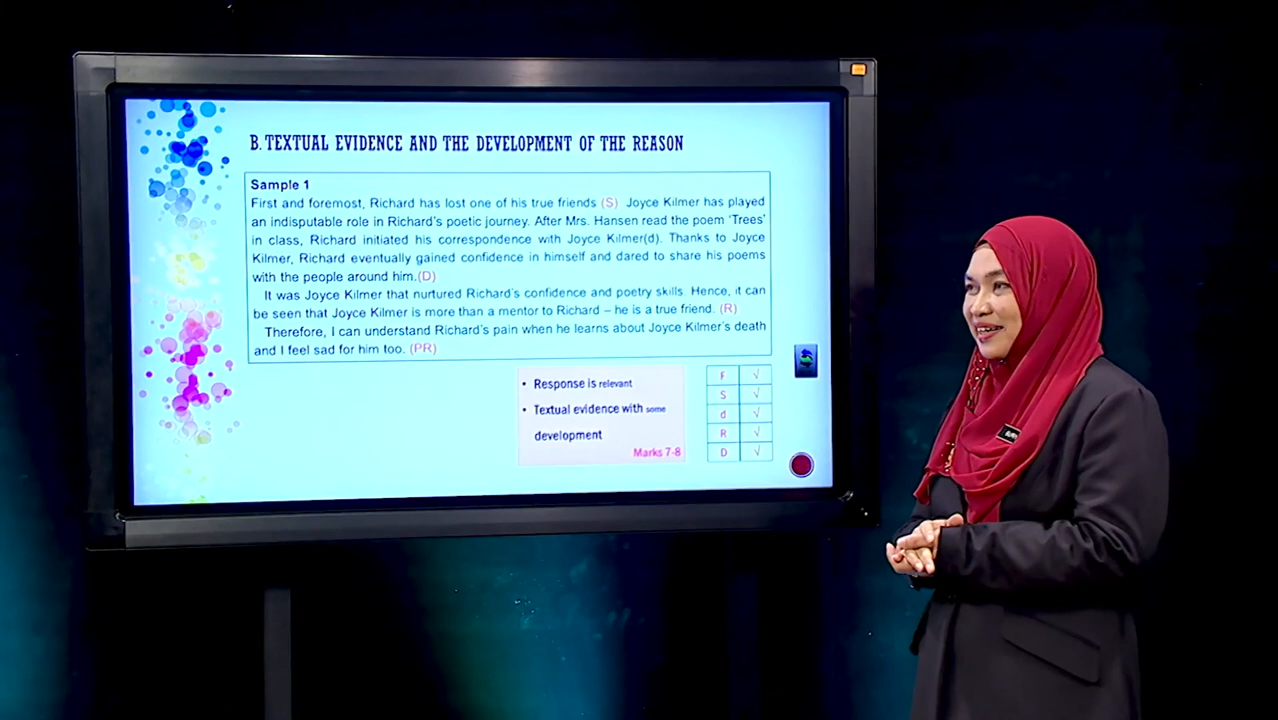 B. TEXTUAL EVIDENCE AND THE DEVELOPMENT OF THE REASON
Sample 1
First and foremost, Richard has lost one of his true friends (S) Joyce Kilmer has played
an indisputable role in Richard's poetic journey. After Mrs. Hansen read the poem 'Trees'
in class, Richard initiated his correspondence with Joyce Kilmer(d). Thanks to Joyce
Kilmer, Richard eventually gained confidence in himself and dared to share his poems
with the people around him.(D)
It was Joyce Kilmer that nurtured Richard's confidence and poetry skills. Hence, it can
be seen that Joyce Kilmer is more than a mentor to Richard – he is a true friend. (R)
Therefore, I can understand Richard's pain when he learns about Joyce Kilmer's death
and I feel sad for him too. (PR)
• Response is relevant
• Textual evidence with some
development
Marks 7-8
F √
S √
d √
R √
D √